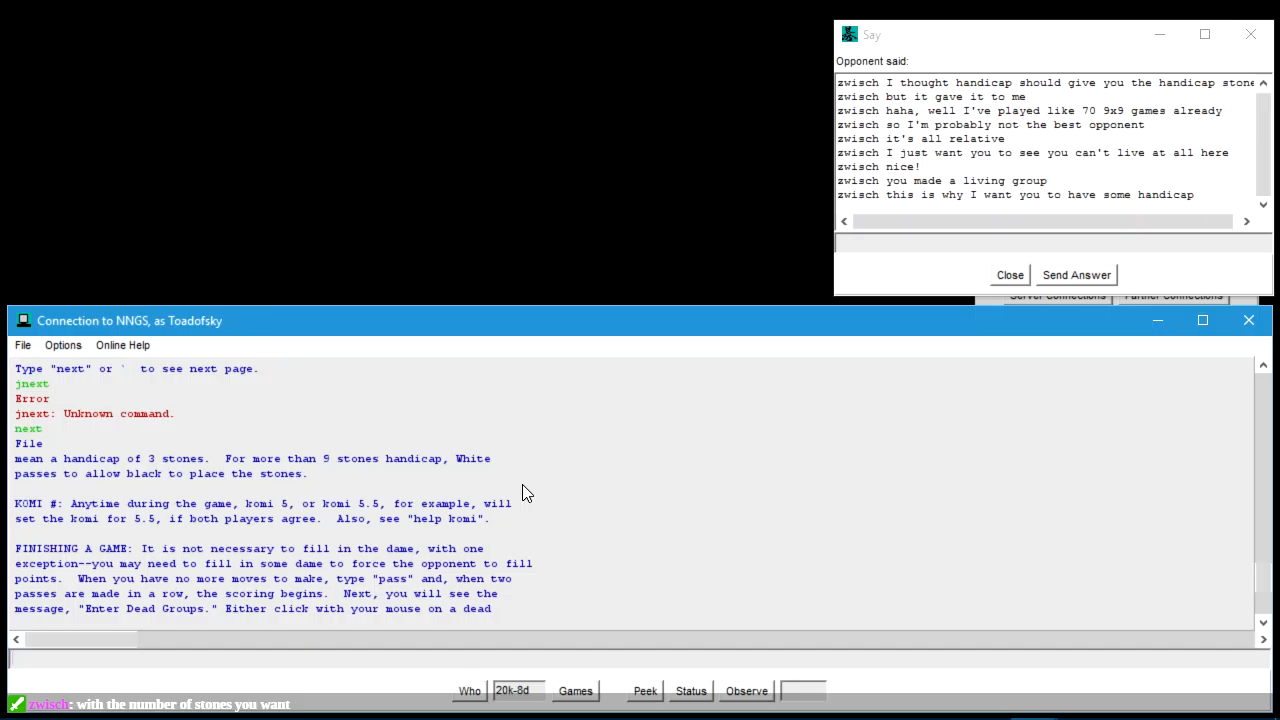 Say
Opponent said:
zwisch I thought handicap should give you the handicap stone
zwisch but it gave it to me
zwisch haha, well I've played like 70 9x9 games already
zwisch so I'm probably not the best opponent
zwisch it's all relative
zwisch I just want you to see you can't live at all here
zwisch nice!
zwisch you made a living group
zwisch this is why I want you to have some handicap
Close Send Answer
Server Connections Partner Connections
Connection to NNGS, as Toadofsky
File Options Online Help
Type "next" or ` to see next page.
jnext
Error
jnext: Unknown command.
next
File
mean a handicap of 3 stones. For more than 9 stones handicap, White
passes to allow black to place the stones.
KOMI #: Anytime during the game, komi 5, or komi 5.5, for example, will
set the komi for 5.5, if both players agree. Also, see "help komi".
FINISHING A GAME: It is not necessary to fill in the dame, with one
exception--you may need to fill in some dame to force the opponent to fill
points. When you have no more moves to make, type "pass" and, when two
passes are made in a row, the scoring begins. Next, you will see the
message, "Enter Dead Groups." Either click with your mouse on a dead
Who 20k-8d Games Peek Status Observe
zwisch: with the number of stones you want